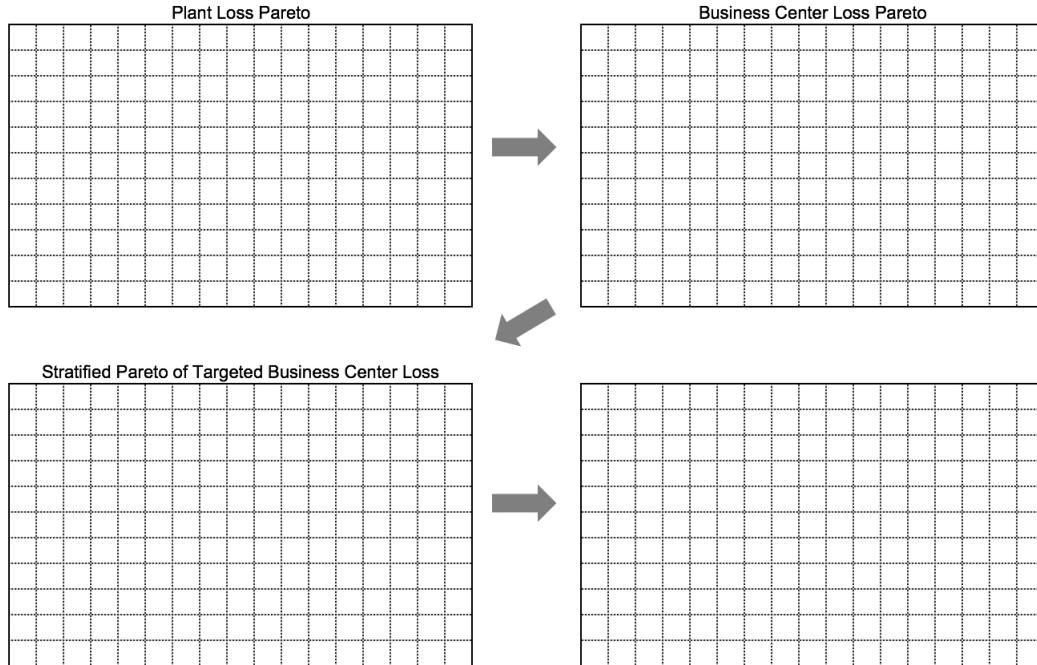 Plant Loss Pareto
Business Center Loss Pareto
Stratified Pareto of Targeted Business Center Loss